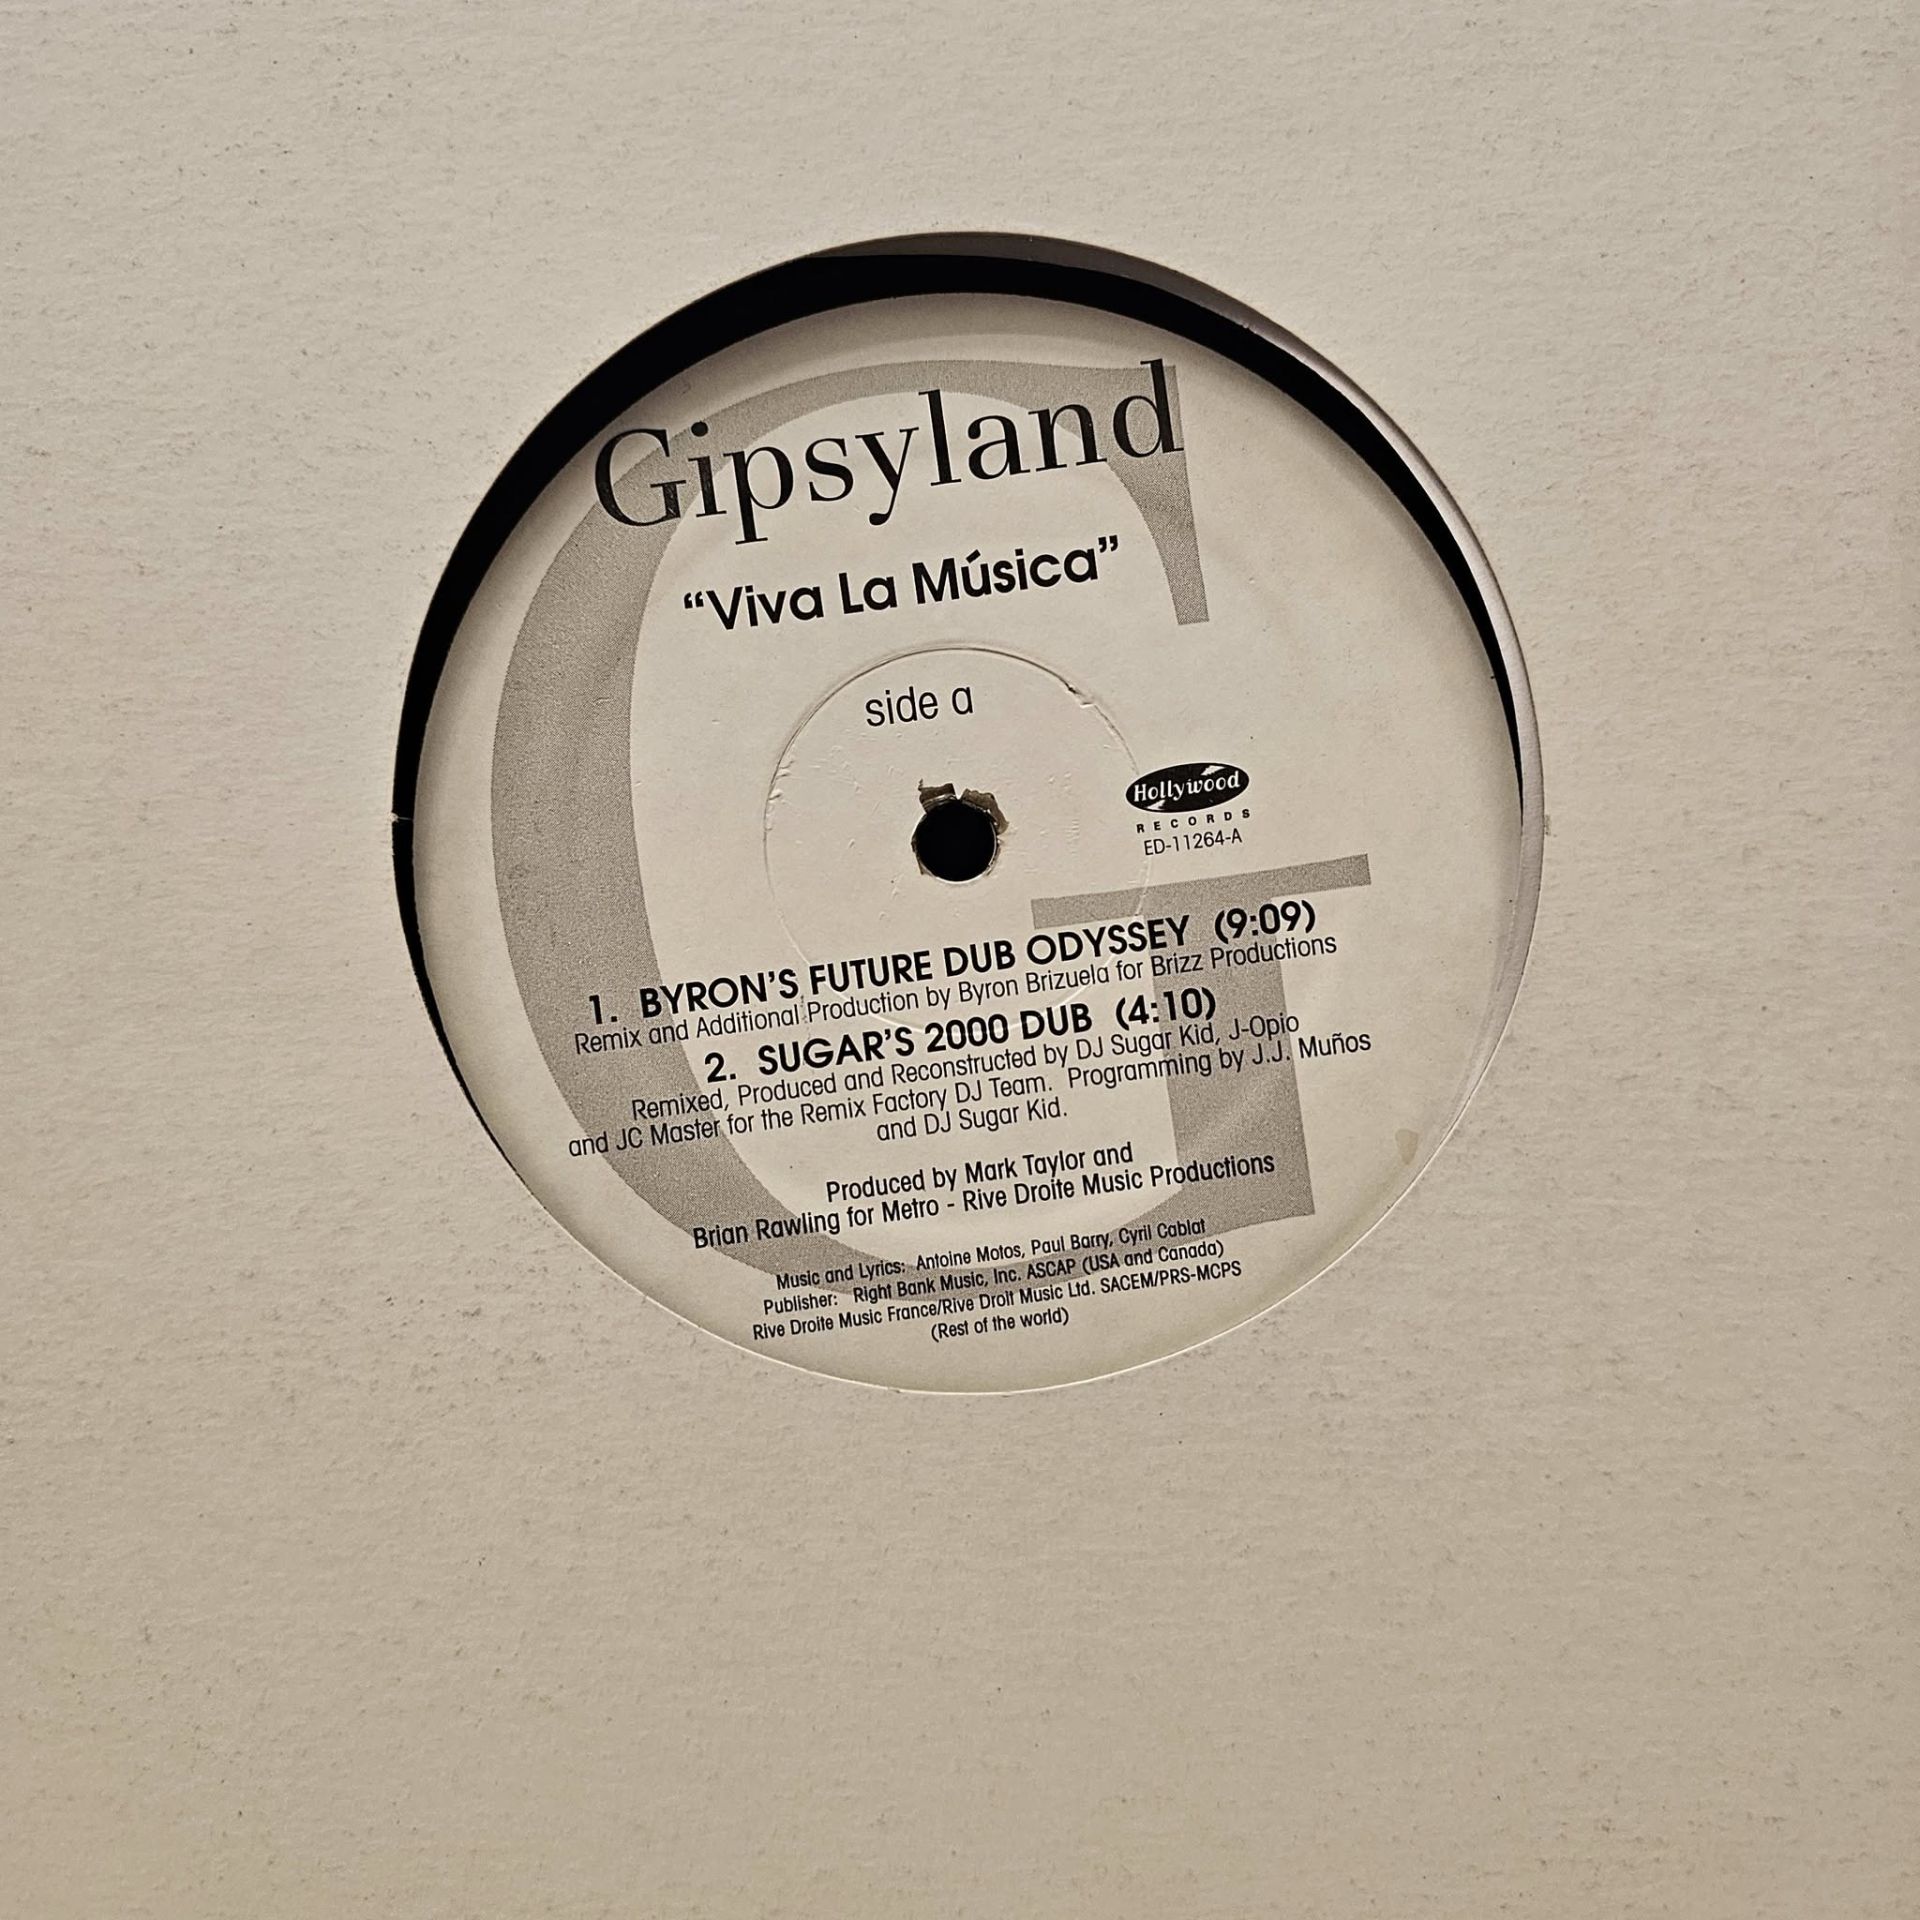 Gipsyland
“Viva La Música”
side a
Hollywood
RECORDS
ED-11264-A
1. BYRON’S FUTURE DUB ODYSSEY (9:09)
Remix and Additional Production by Byron Brizuela for Brizz Productions
2. SUGAR’S 2000 DUB (4:10)
Remixed, Produced and Reconstructed by DJ Sugar Kid, J-Opio
and JC Master for the Remix Factory DJ Team. Programming by J.J. Muños
and DJ Sugar Kid.
Produced by Mark Taylor and
Brian Rawling for Metro - Rive Droite Music Productions
Music and Lyrics: Antoine Motos, Paul Barry, Cyril Cablat
Publisher: Right Bank Music, Inc. ASCAP (USA and Canada)
Rive Droite Music France/Rive Droit Music Ltd. SACEM/PRS-MCPS
(Rest of the world)